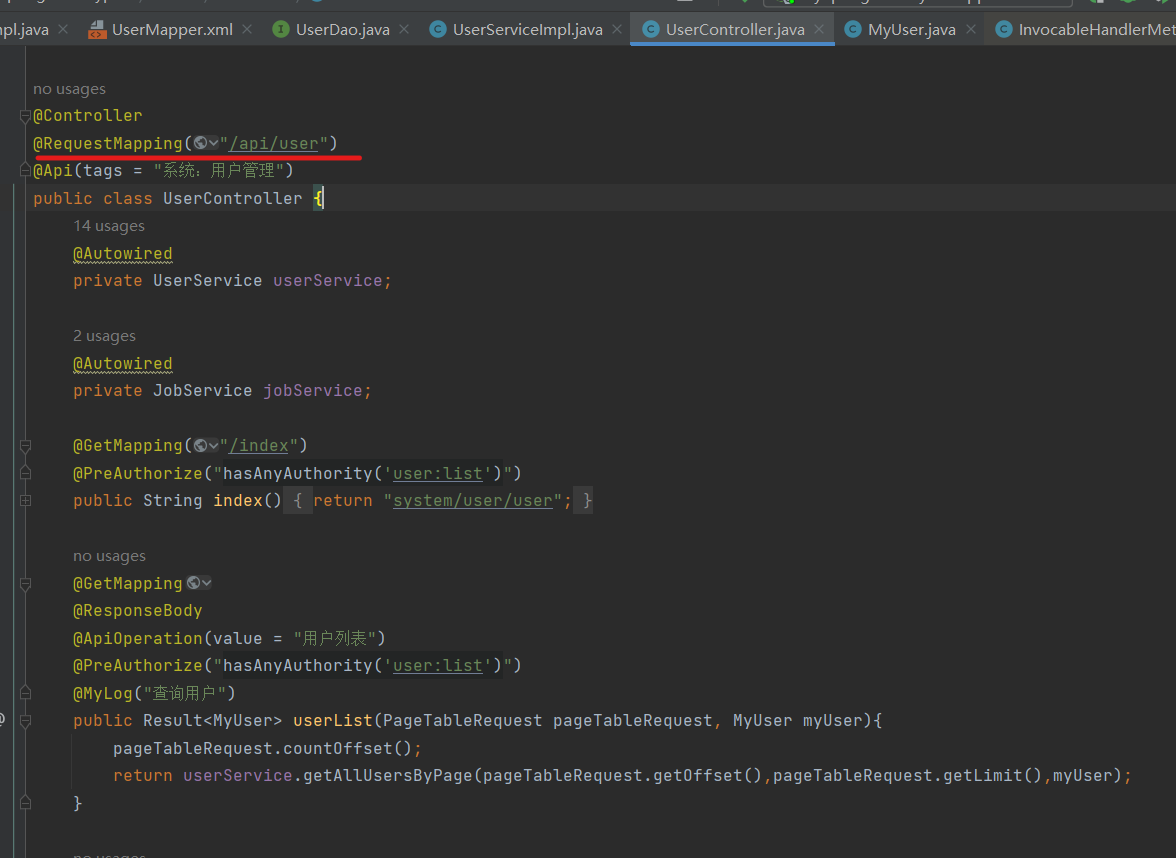 npl.java UserMapper.xml UserDao.java UserServiceImpl.java UserController.java MyUser.java InvocableHandlerMet
no usages
@Controller
@RequestMapping("/api/user")
@Api(tags = "系统：用户管理")
public class UserController {
14 usages
@Autowired
private UserService userService;
2 usages
@Autowired
private JobService jobService;
@GetMapping("/index")
@PreAuthorize("hasAnyAuthority('user:list')")
public String index() { return "system/user/user"; }
no usages
@GetMapping
@ResponseBody
@ApiOperation(value = "用户列表")
@PreAuthorize("hasAnyAuthority('user:list')")
@MyLog("查询用户")
public Result<MyUser> userList(PageTableRequest pageTableRequest, MyUser myUser){
pageTableRequest.countOffset();
return userService.getAllUsersByPage(pageTableRequest.getOffset(),pageTableRequest.getLimit(),myUser);
}
no usages